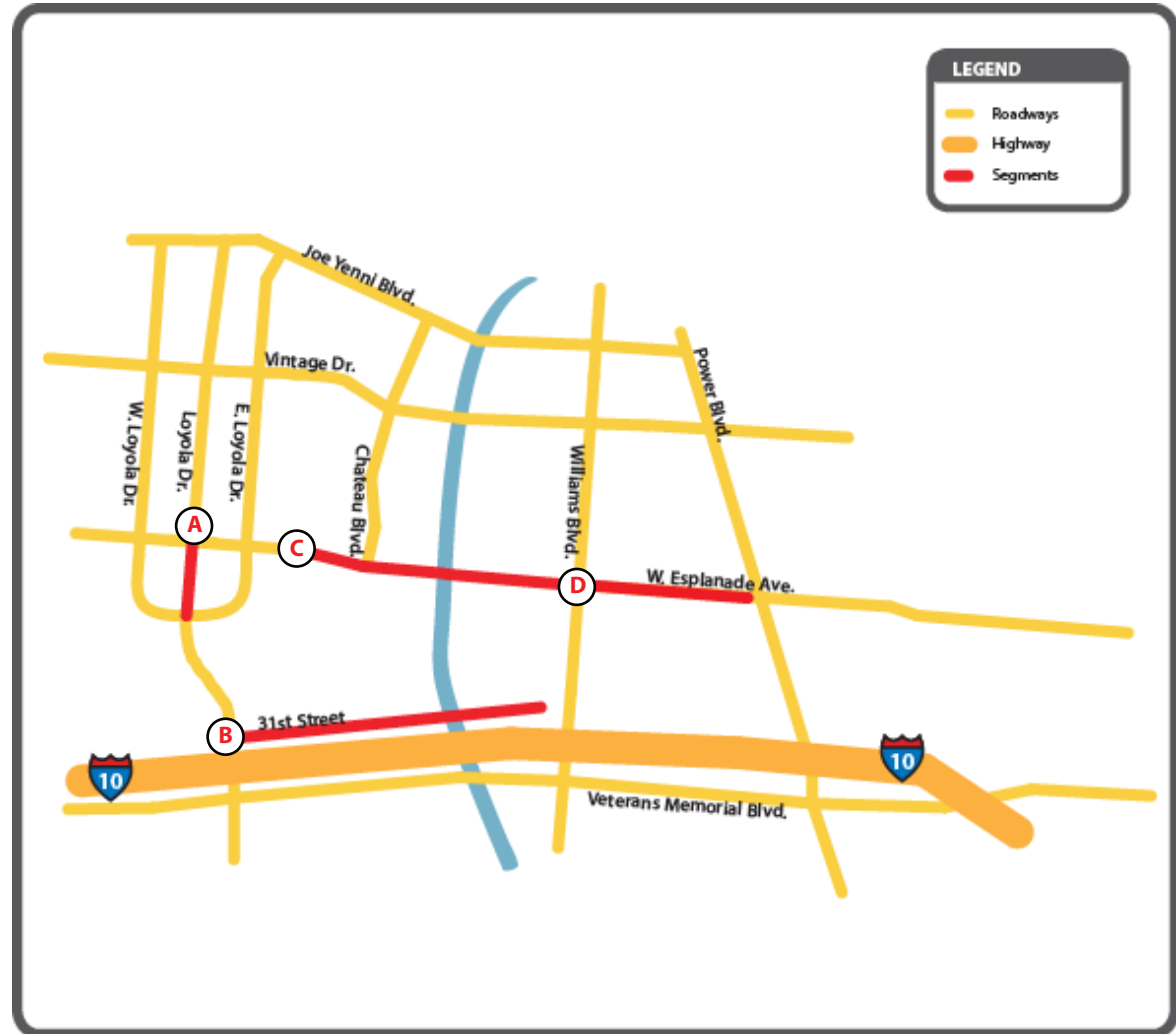 LEGEND
Roadways
Highway
Segments
Joe Yenni Blvd.
Vintage Dr.
Power Blvd.
W. Loyola Dr.
Loyola Dr.
E. Loyola Dr.
Chateau Blvd.
Williams Blvd.
A
C
D
W. Esplanade Ave.
B
31st Street
10
10
Veterans Memorial Blvd.